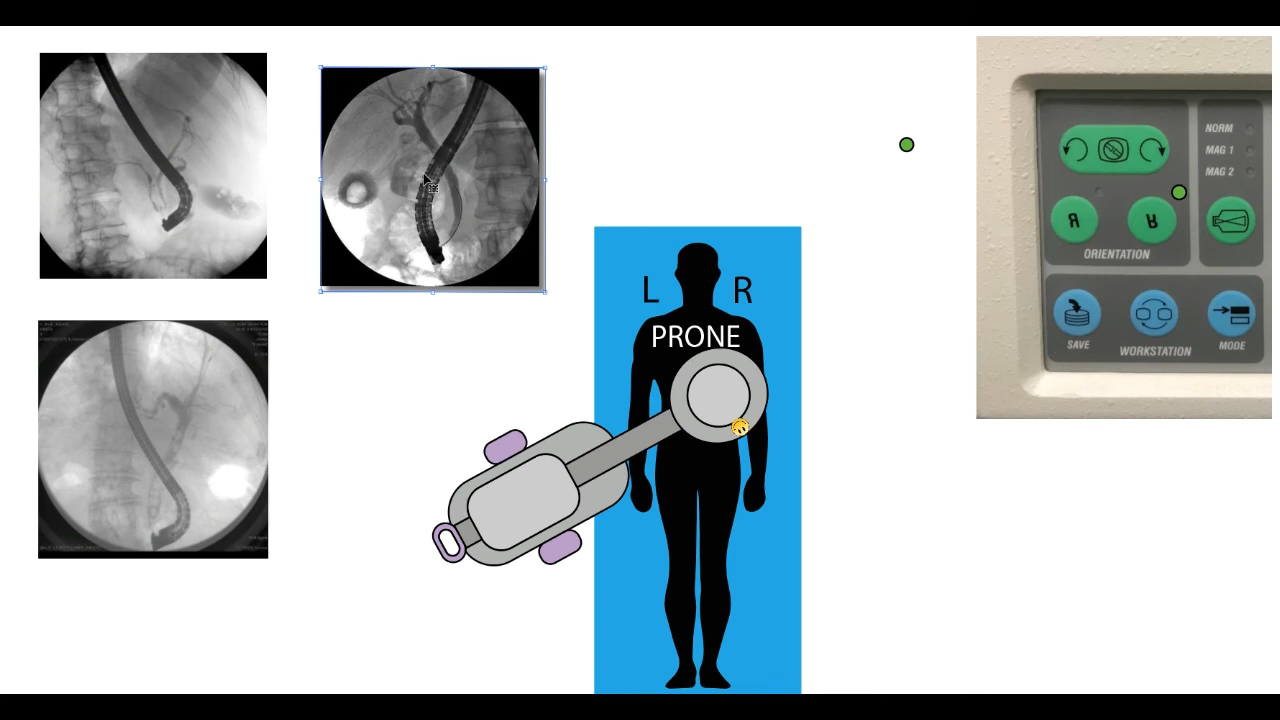 L R
PRONE
NORM
MAG 1
MAG 2
R R
ORIENTATION
SAVE
WORKSTATION
MODE